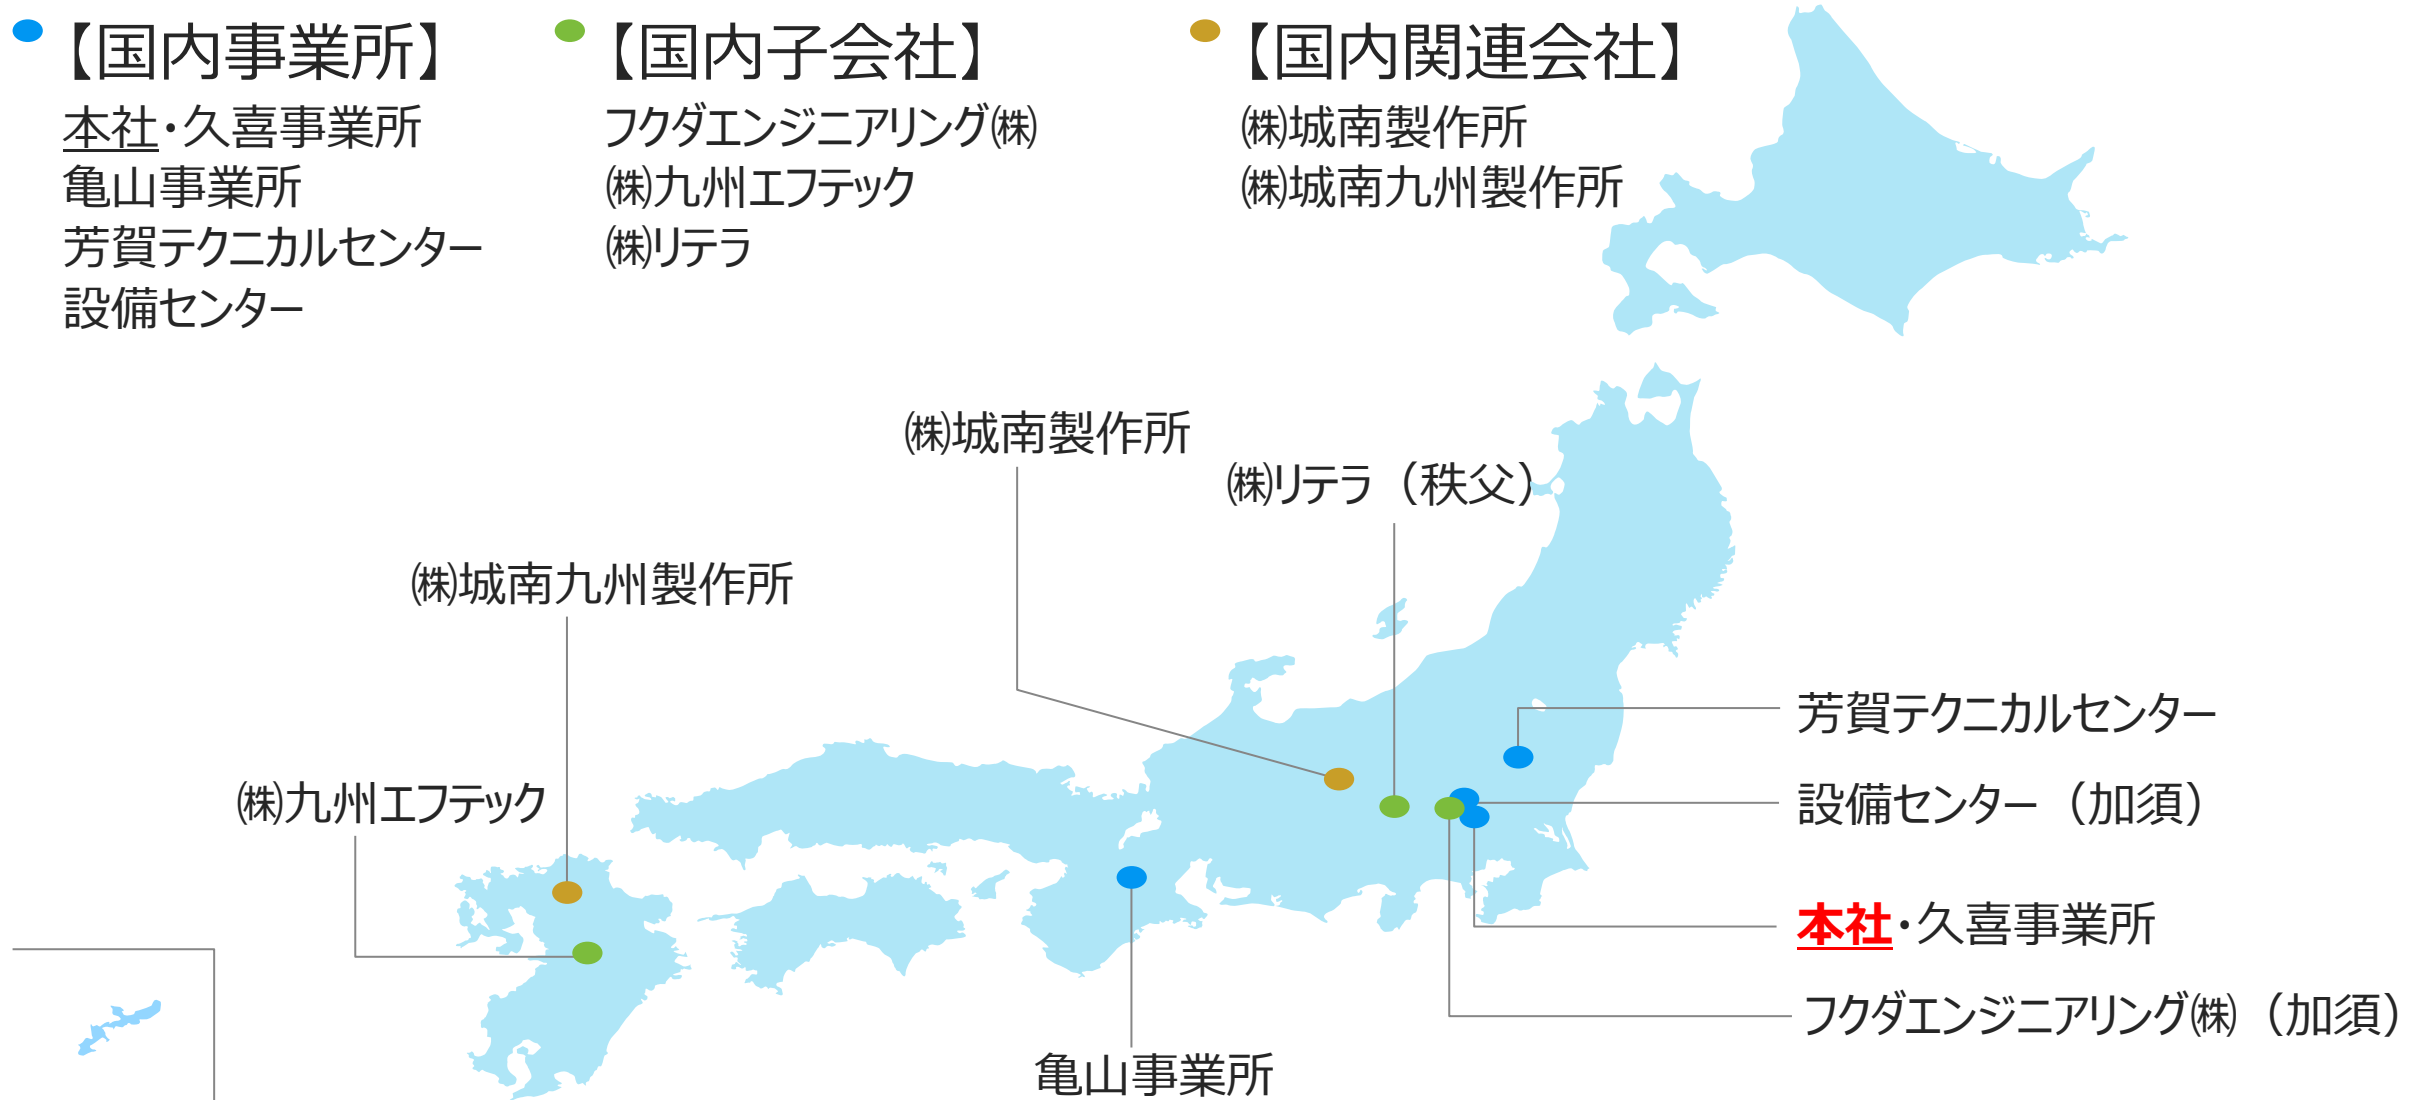 【国内事業所】
本社・久喜事業所
亀山事業所
芳賀テクニカルセンター
設備センター
【国内子会社】
フクダエンジニアリング㈱
㈱九州エフテック
㈱リテラ
【国内関連会社】
㈱城南製作所
㈱城南九州製作所
㈱城南製作所
㈱リテラ（秩父）
㈱城南九州製作所
芳賀テクニカルセンター
㈱九州エフテック
設備センター（加須）
本社・久喜事業所
フクダエンジニアリング㈱（加須）
亀山事業所